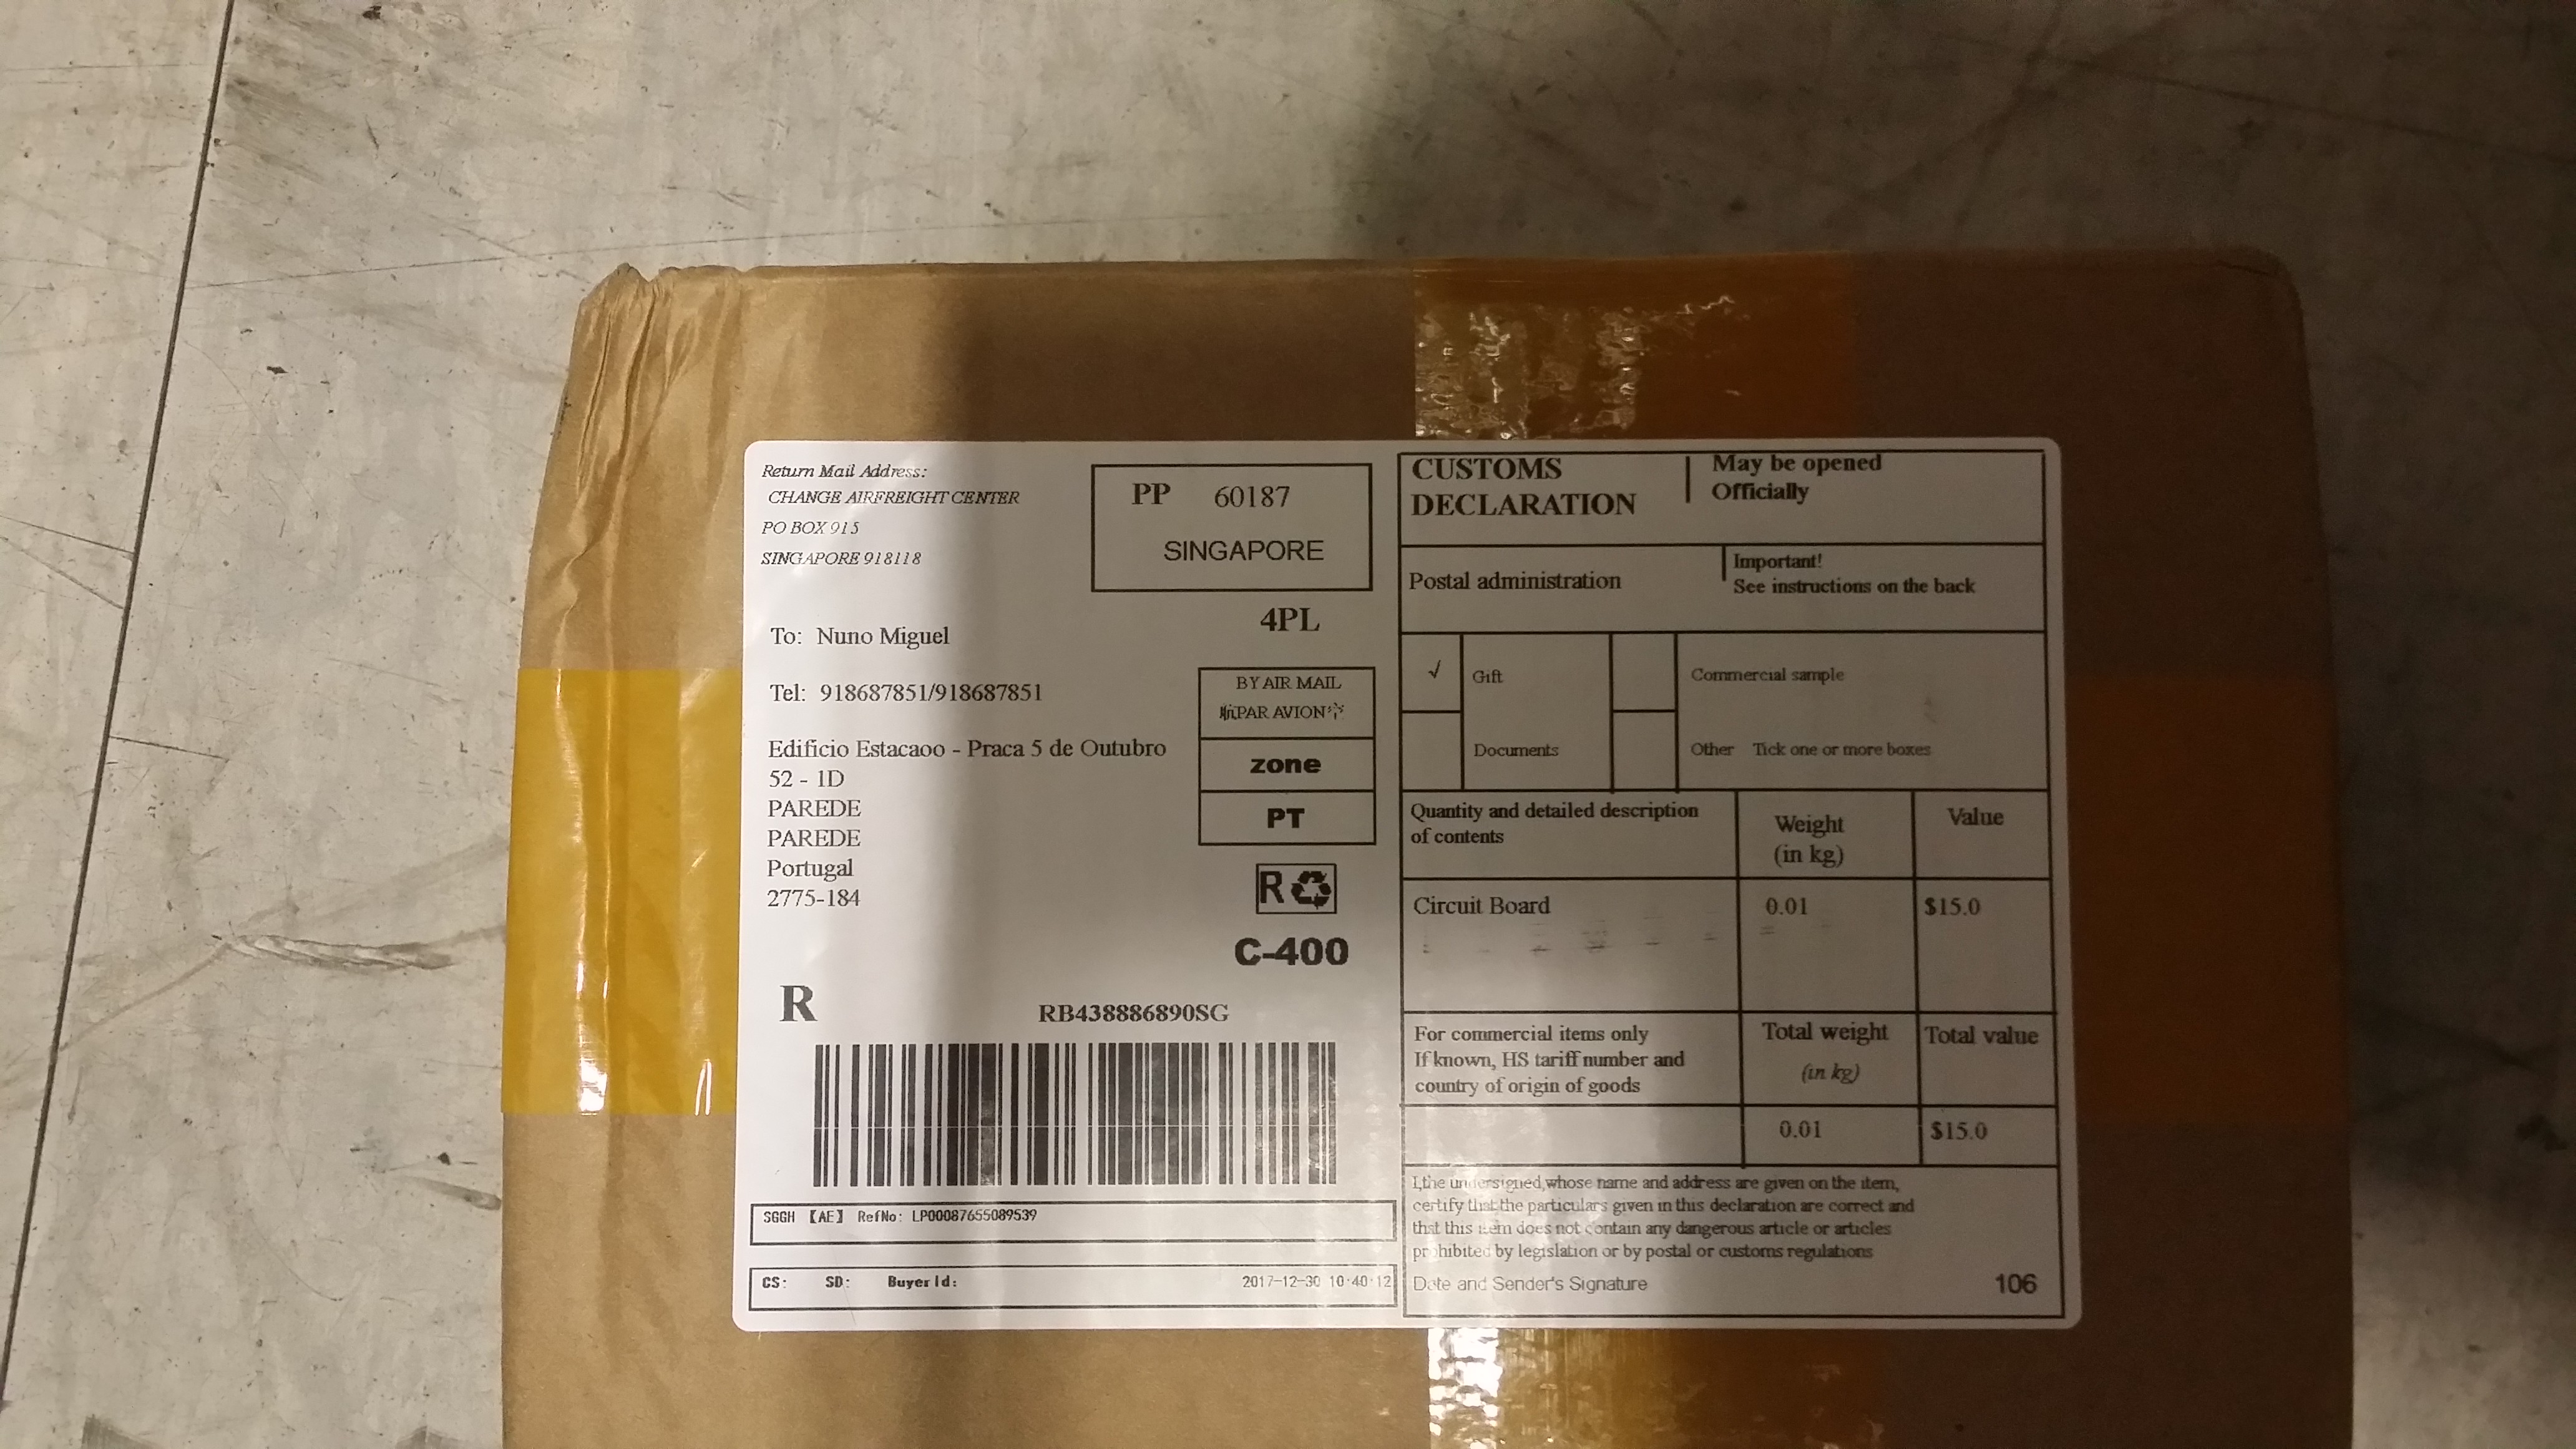 Return Mail Address:
CHANGE AIRFREIGHT CENTER
PO BOX 915
SINGAPORE 918118
PP 60187
SINGAPORE
4PL
To: Nuno Miguel
Tel: 918687851/918687851
Edificio Estacaoo - Praca 5 de Outubro
52 - 1D
PAREDE
PAREDE
Portugal
2775-184
BY AIR MAIL
PAR AVION
zone
PT
R
C-400
R
RB438886890SG
SGGH 【AE】 RefNo: LP00087655089539
CS: SD: BuyerId: 2017-12-30 10:40:12
CUSTOMS
DECLARATION
May be opened
Officially
Postal administration
Important!
See instructions on the back
√ Gift
Commercial sample
Documents
Other Tick one or more boxes
Quantity and detailed description
of contents
Weight
(in kg)
Value
Circuit Board 0.01 $15.0
For commercial items only
If known, HS tariff number and
country of origin of goods
Total weight
(in kg)
Total value
0.01 $15.0
I,the undersigned,whose name and address are given on the item,
certify that the particulars given in this declaration are correct and
that this item does not contain any dangerous article or articles
prohibited by legislation or by postal or customs regulations
Date and Sender's Signature 106